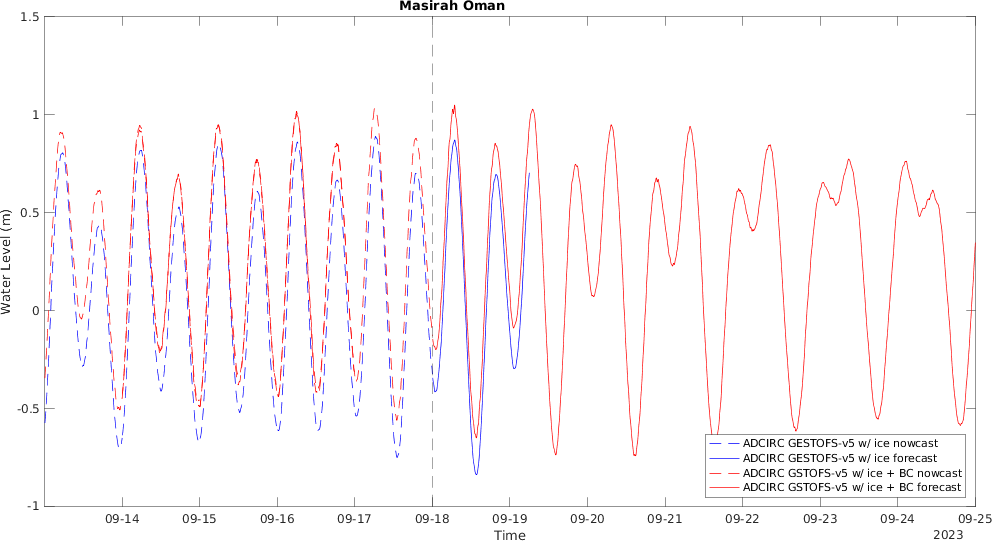 Masirah Oman
1.5
1
0.5
0
-0.5
-1
Water Level (m)
ADCIRC GESTOFS-v5 w/ ice nowcast
ADCIRC GESTOFS-v5 w/ ice forecast
ADCIRC GSTOFS-v5 w/ ice + BC nowcast
ADCIRC GSTOFS-v5 w/ ice + BC forecast
09-14 09-15 09-16 09-17 09-18 09-19 09-20 09-21 09-22 09-23 09-24 09-25
Time
2023